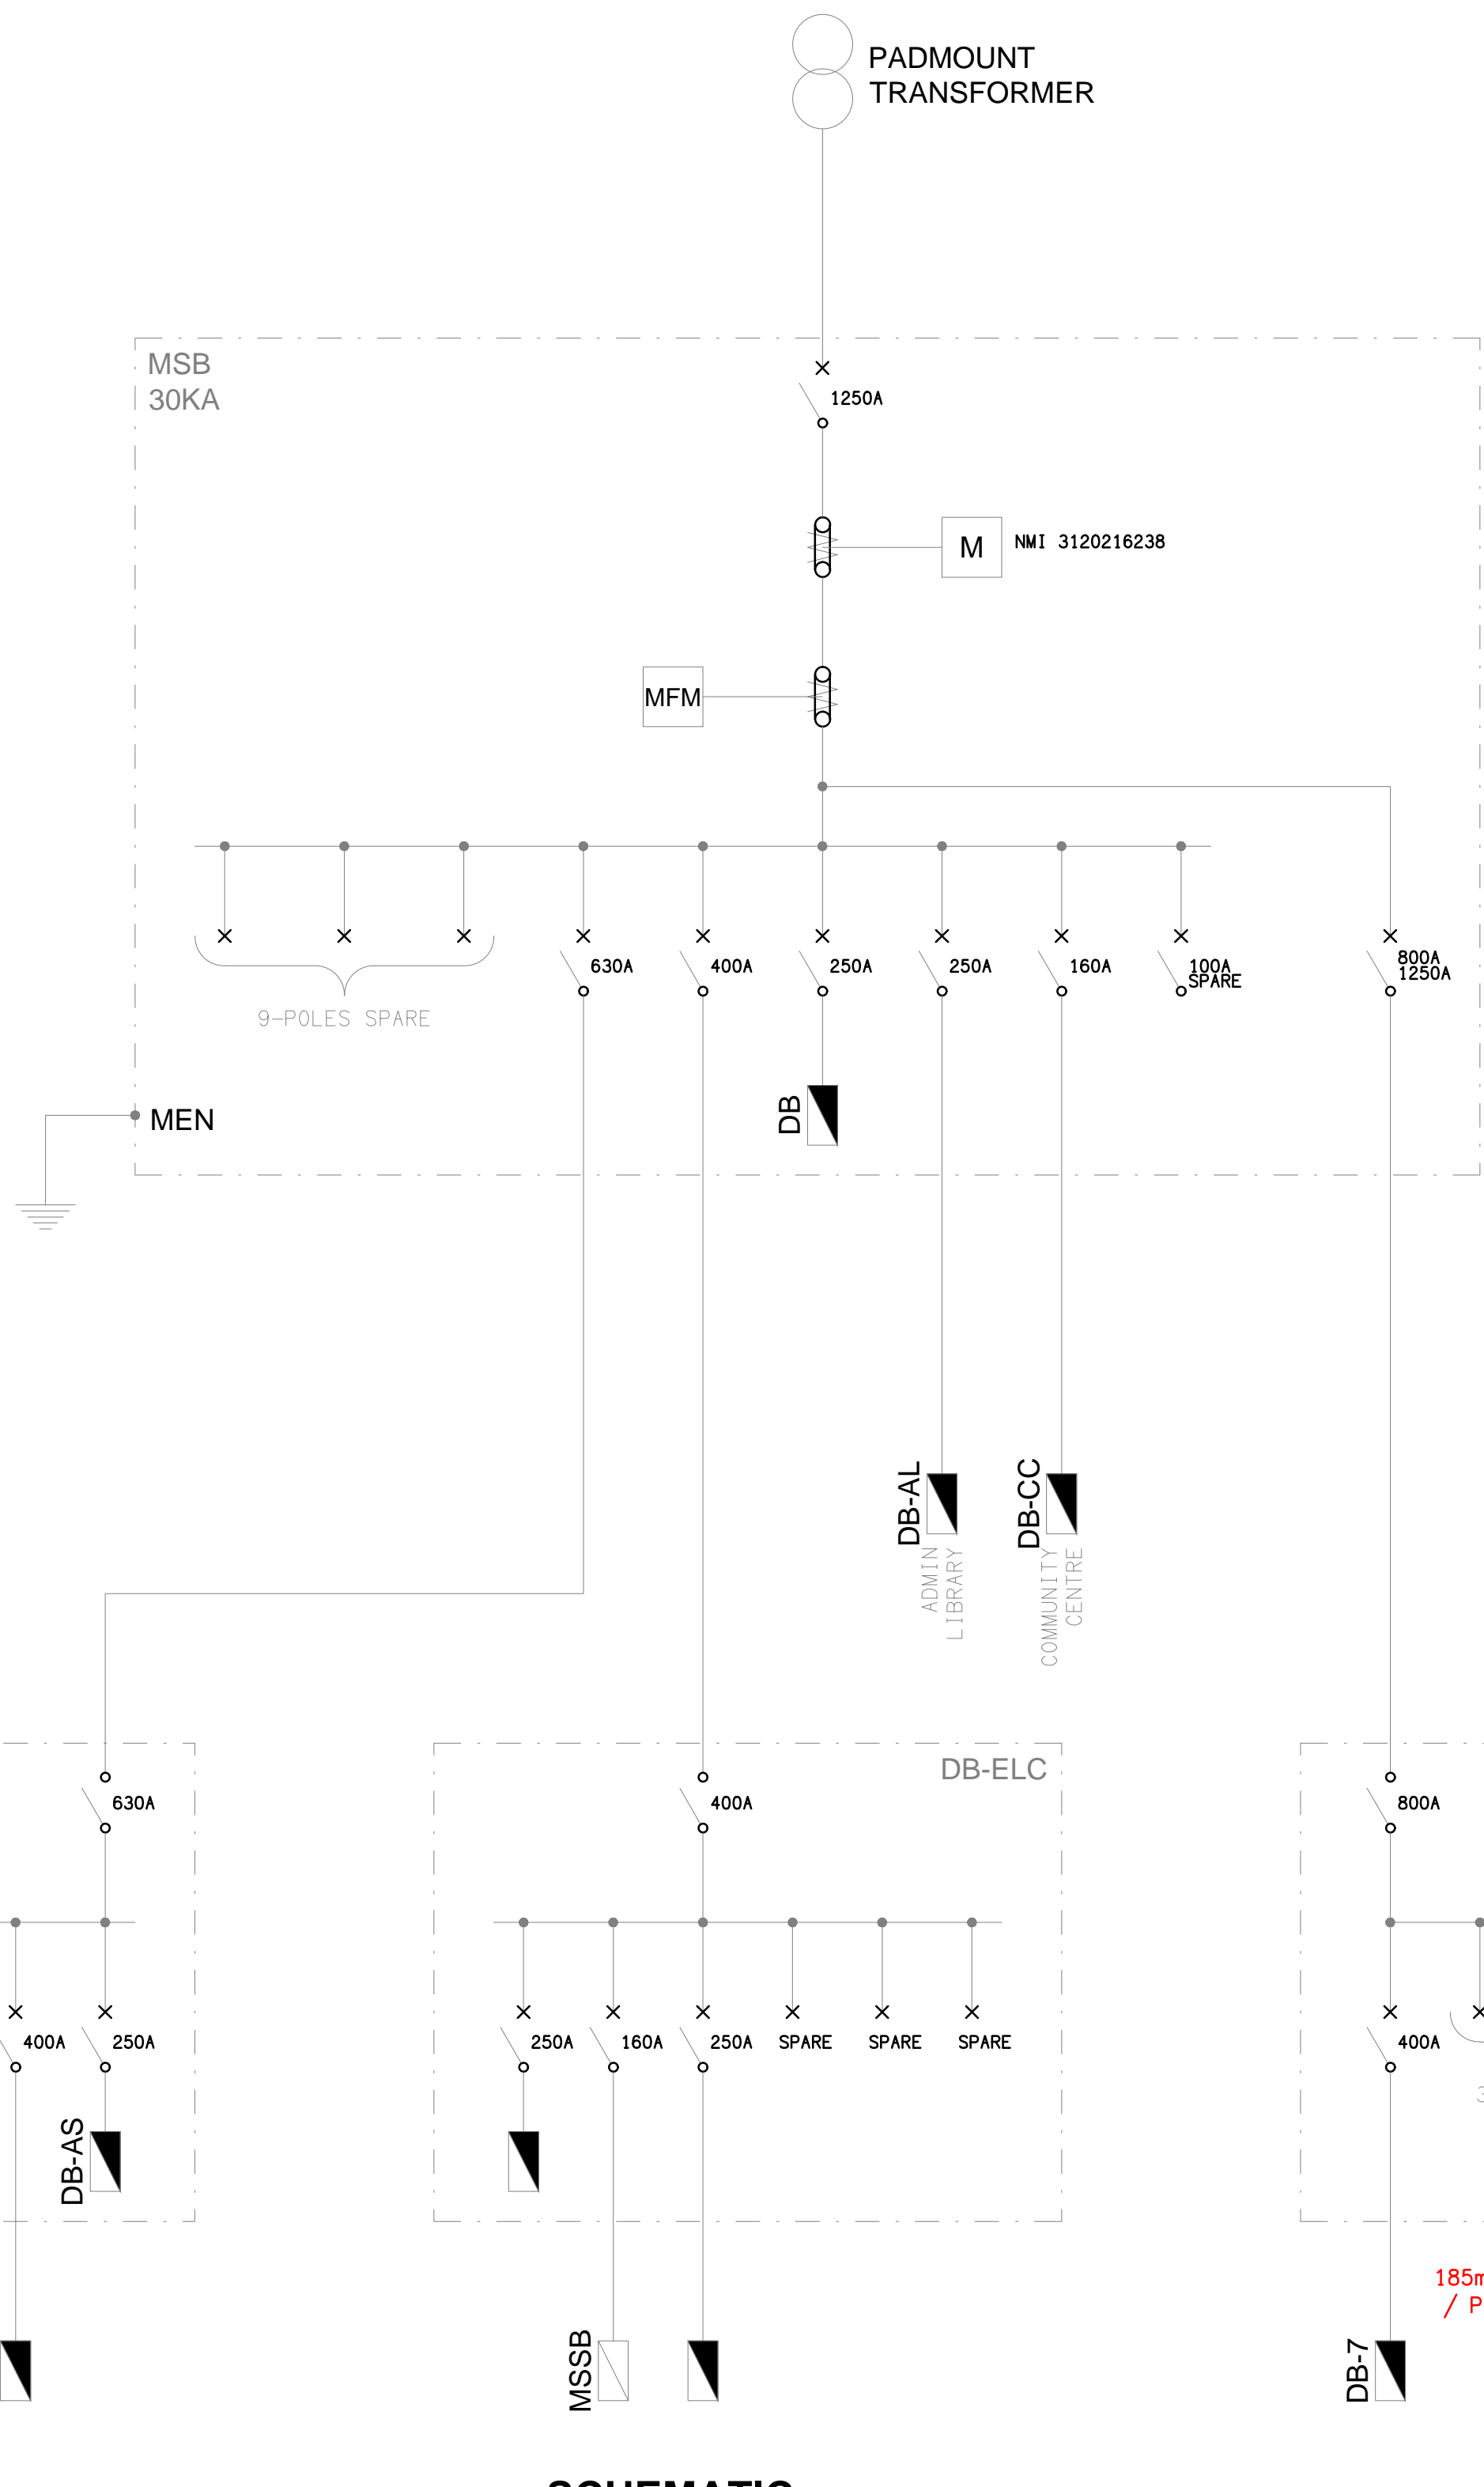 PADMOUNT
TRANSFORMER
MSB
30KA
1250A
M
NMI 3120216238
MFM
630A
400A
250A
250A
160A
100A
SPARE
800A
1250A
9-POLES SPARE
MEN
DB
DB-AL
ADMIN
LIBRARY
DB-CC
COMMUNITY
CENTRE
630A
DB-ELC
400A
800A
400A
250A
250A
160A
250A
SPARE
SPARE
SPARE
400A
DB-AS
MSSB
DB-7